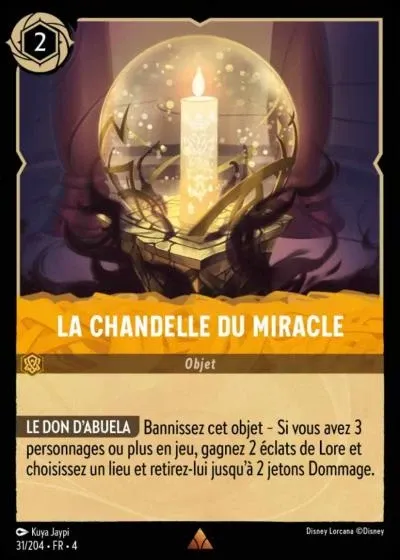 2
LA CHANDELLE DU MIRACLE
Objet
LE DON D'ABUELA Bannissez cet objet - Si vous avez 3
personnages ou plus en jeu, gagnez 2 éclats de Lore et
choisissez un lieu et retirez-lui jusqu'à 2 jetons Dommage.
Kuya Jaypi
31/204 • FR • 4
Disney Lorcana ©Disney